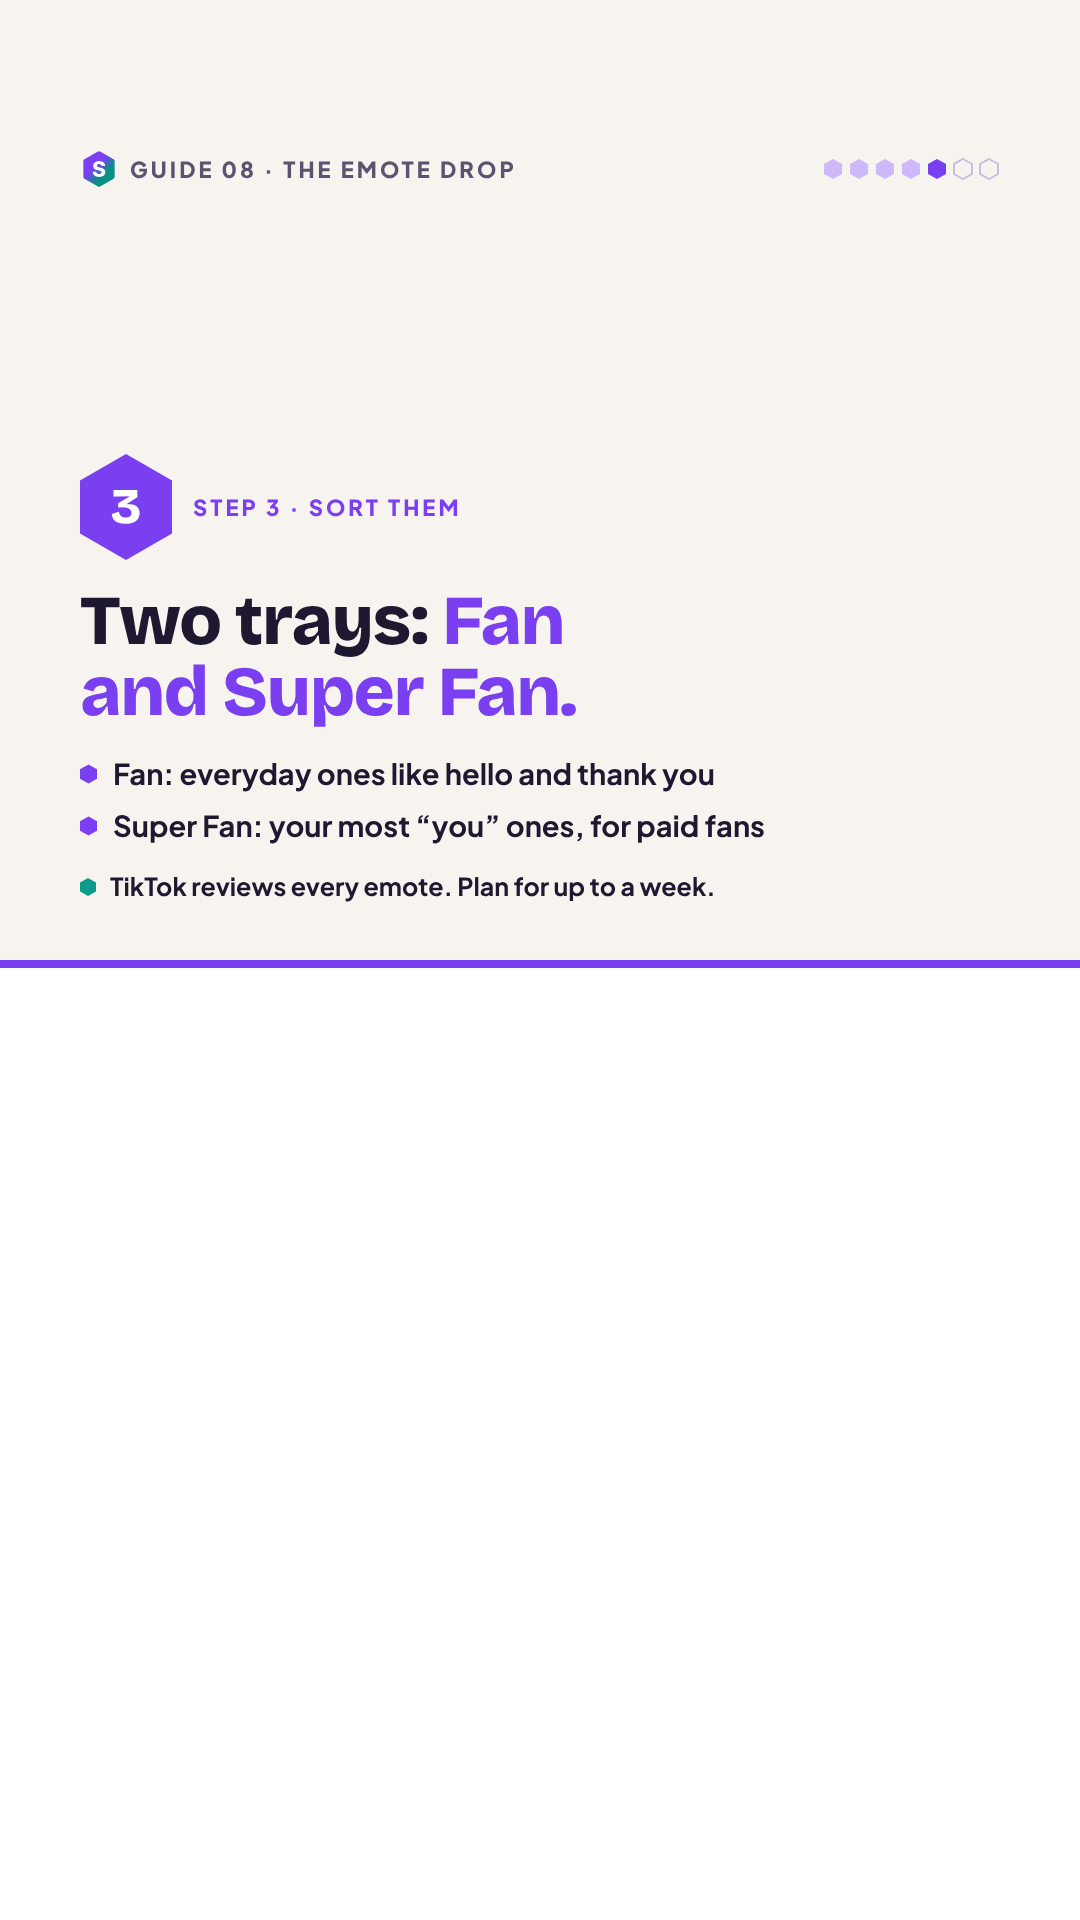 S GUIDE 08 · THE EMOTE DROP
3 STEP 3 · SORT THEM
Two trays: Fan
and Super Fan.
Fan: everyday ones like hello and thank you
Super Fan: your most “you” ones, for paid fans
TikTok reviews every emote. Plan for up to a week.